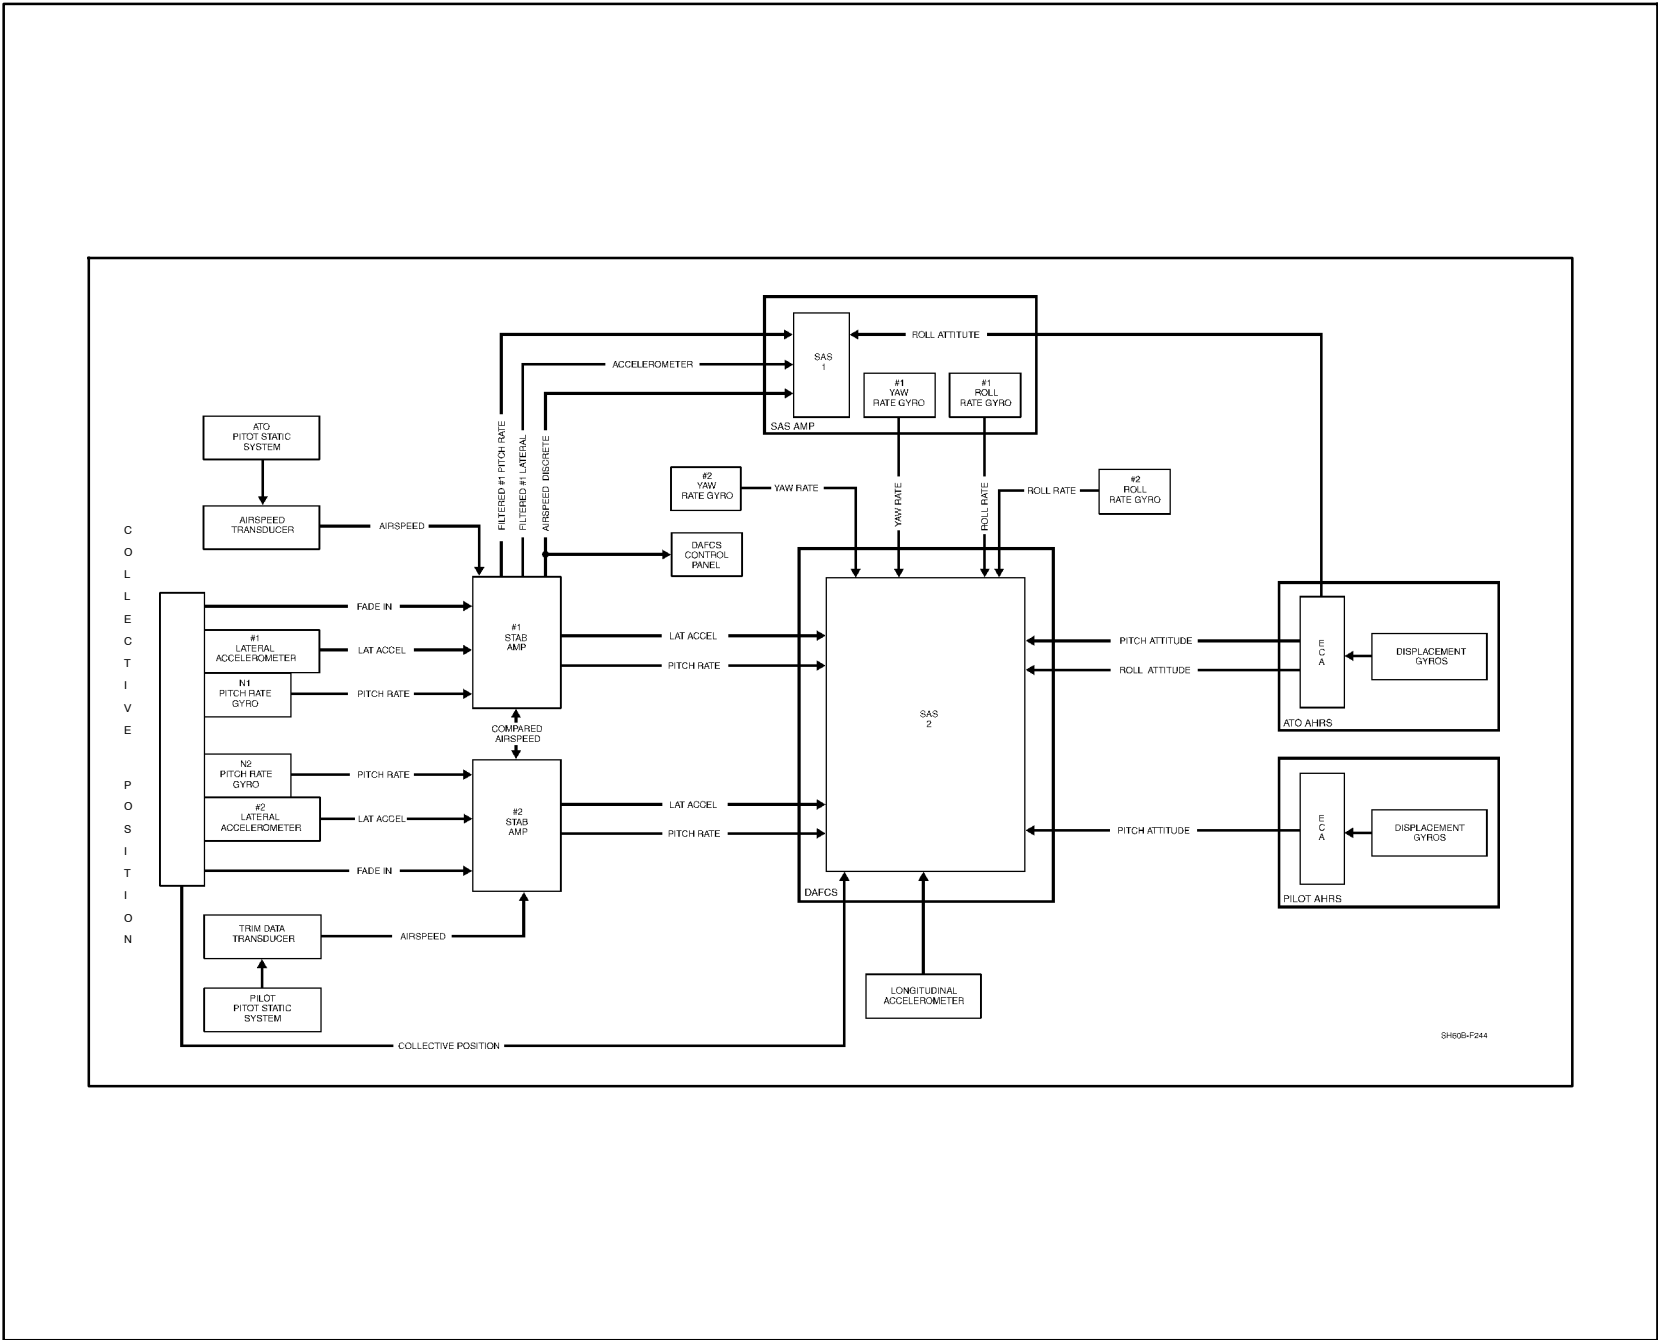 SAS
1
ROLL ATTITUTE
ACCELEROMETER
#1
YAW
RATE GYRO
#1
ROLL
RATE GYRO
SAS AMP
ATO
PITOT STATIC
SYSTEM
FILTERED #1 PITCH RATE
FILTERED #1 LATERAL
AIRSPEED DISCRETE
#2
YAW
RATE GYRO
YAW RATE
YAW RATE
ROLL RATE
ROLL RATE
#2
ROLL
RATE GYRO
AIRSPEED
TRANSDUCER
AIRSPEED
DAFCS
CONTROL
PANEL
COLLECTIVE POSITION
FADE IN
#1
LATERAL
ACCELEROMETER
LAT ACCEL
N1
PITCH RATE
GYRO
PITCH RATE
#1
STAB
AMP
LAT ACCEL
PITCH RATE
COMPARED
AIRSPEED
SAS
2
PITCH ATTITUDE
ROLL ATTITUDE
ECA
DISPLACEMENT
GYROS
ATO AHRS
N2
PITCH RATE
GYRO
PITCH RATE
#2
LATERAL
ACCELEROMETER
LAT ACCEL
FADE IN
#2
STAB
AMP
LAT ACCEL
PITCH RATE
PITCH ATTITUDE
ECA
DISPLACEMENT
GYROS
PILOT AHRS
DAFCS
TRIM DATA
TRANSDUCER
AIRSPEED
PILOT
PITOT STATIC
SYSTEM
LONGITUDINAL
ACCELEROMETER
COLLECTIVE POSITION
SH60B-F244